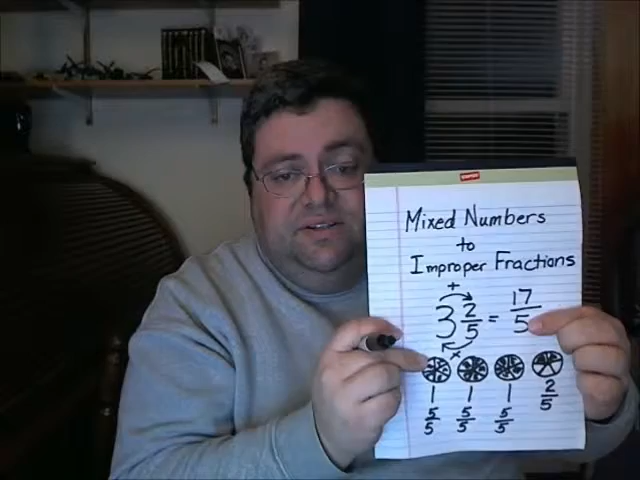 STAPLES
Mixed Numbers
to
Improper Fractions
+
3 2/5 = 17/5
x
1 1 1 2/5
5/5 5/5 5/5